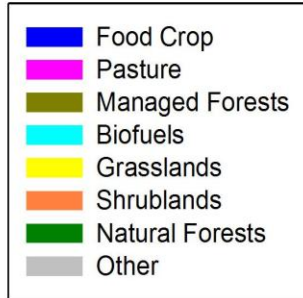 Food Crop
Pasture
Managed Forests
Biofuels
Grasslands
Shrublands
Natural Forests
Other